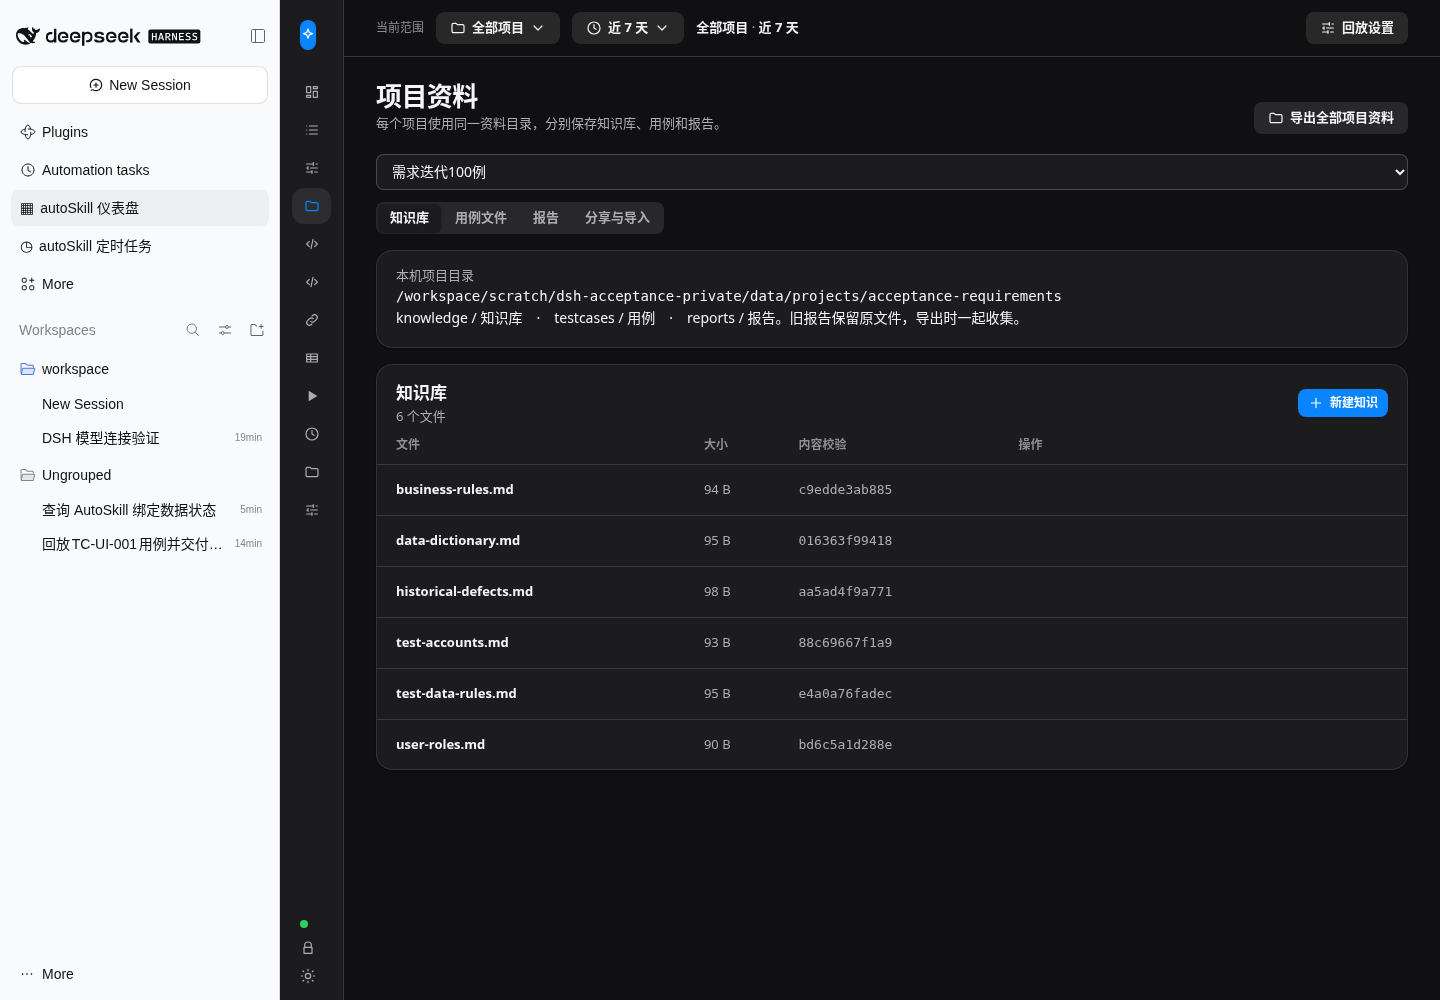 deepseek HARNESS
New Session
Plugins
Automation tasks
autoSkill 仪表盘
autoSkill 定时任务
More
Workspaces
workspace
New Session
DSH 模型连接验证 19min
Ungrouped
查询 AutoSkill 绑定数据状态 5min
回放TC-UI-001用例并交付… 14min
More
当前范围 全部项目 近 7 天 全部项目 · 近 7 天 回放设置
项目资料
每个项目使用同一资料目录，分别保存知识库、用例和报告。
导出全部项目资料
需求迭代100例
知识库 用例文件 报告 分享与导入
本机项目目录
/workspace/scratch/dsh-acceptance-private/data/projects/acceptance-requirements
knowledge / 知识库 · testcases / 用例 · reports / 报告。旧报告保留原文件，导出时一起收集。
知识库
6 个文件
新建知识
文件 大小 内容校验 操作
business-rules.md 94 B c9edde3ab885
data-dictionary.md 95 B 016363f99418
historical-defects.md 98 B aa5ad4f9a771
test-accounts.md 93 B 88c69667f1a9
test-data-rules.md 95 B e4a0a76fadec
user-roles.md 90 B bd6c5a1d288e